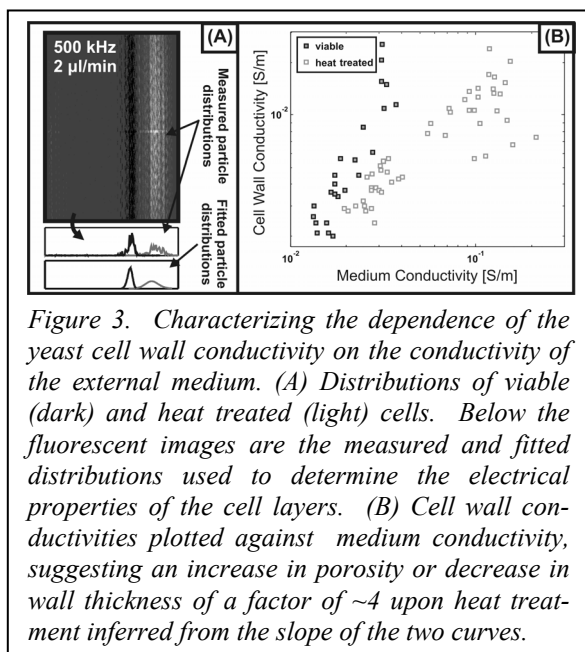 500 kHz
2 µl/min
(A)
Measured particle
distributions
Fitted particle
distributions
(B)
viable
heat treated
Cell Wall Conductivity [S/m]
10⁻²
10⁻²
10⁻¹
Medium Conductivity [S/m]
Figure 3. Characterizing the dependence of the
yeast cell wall conductivity on the conductivity of
the external medium. (A) Distributions of viable
(dark) and heat treated (light) cells. Below the
fluorescent images are the measured and fitted
distributions used to determine the electrical
properties of the cell layers. (B) Cell wall con-
ductivities plotted against medium conductivity,
suggesting an increase in porosity or decrease in
wall thickness of a factor of ~4 upon heat treat-
ment inferred from the slope of the two curves.